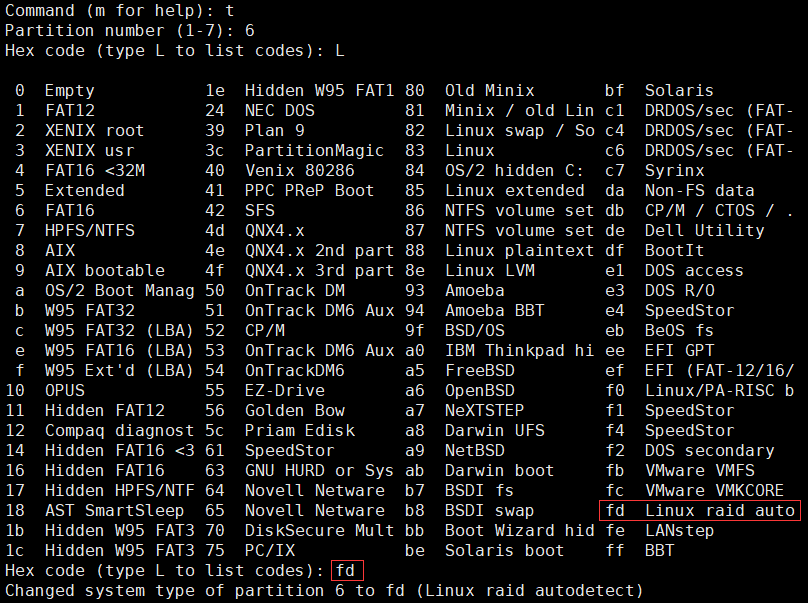 Command (m for help): t
Partition number (1-7): 6
Hex code (type L to list codes): L
 0  Empty           1e  Hidden W95 FAT1 80  Old Minix       bf  Solaris
 1  FAT12           24  NEC DOS         81  Minix / old Lin c1  DRDOS/sec (FAT-
 2  XENIX root      39  Plan 9          82  Linux swap / So c4  DRDOS/sec (FAT-
 3  XENIX usr       3c  PartitionMagic  83  Linux           c6  DRDOS/sec (FAT-
 4  FAT16 <32M      40  Venix 80286     84  OS/2 hidden C:  c7  Syrinx
 5  Extended        41  PPC PReP Boot   85  Linux extended  da  Non-FS data
 6  FAT16           42  SFS             86  NTFS volume set db  CP/M / CTOS / .
 7  HPFS/NTFS       4d  QNX4.x          87  NTFS volume set de  Dell Utility
 8  AIX             4e  QNX4.x 2nd part 88  Linux plaintext df  BootIt
 9  AIX bootable    4f  QNX4.x 3rd part 8e  Linux LVM       e1  DOS access
 a  OS/2 Boot Manag 50  OnTrack DM      93  Amoeba          e3  DOS R/O
 b  W95 FAT32       51  OnTrack DM6 Aux 94  Amoeba BBT      e4  SpeedStor
 c  W95 FAT32 (LBA) 52  CP/M            9f  BSD/OS          eb  BeOS fs
 e  W95 FAT16 (LBA) 53  OnTrack DM6 Aux a0  IBM Thinkpad hi ee  EFI GPT
 f  W95 Ext'd (LBA) 54  OnTrackDM6      a5  FreeBSD         ef  EFI (FAT-12/16/
10  OPUS            55  EZ-Drive        a6  OpenBSD         f0  Linux/PA-RISC b
11  Hidden FAT12    56  Golden Bow      a7  NeXTSTEP        f1  SpeedStor
12  Compaq diagnost 5c  Priam Edisk     a8  Darwin UFS      f4  SpeedStor
14  Hidden FAT16 <3 61  SpeedStor       a9  NetBSD          f2  DOS secondary
16  Hidden FAT16    63  GNU HURD or Sys ab  Darwin boot     fb  VMware VMFS
17  Hidden HPFS/NTF 64  Novell Netware  b7  BSDI fs         fc  VMware VMKCORE
18  AST SmartSleep  65  Novell Netware  b8  BSDI swap       fd  Linux raid auto
1b  Hidden W95 FAT3 70  DiskSecure Mult bb  Boot Wizard hid fe  LANstep
1c  Hidden W95 FAT3 75  PC/IX           be  Solaris boot    ff  BBT
Hex code (type L to list codes): fd
Changed system type of partition 6 to fd (Linux raid autodetect)